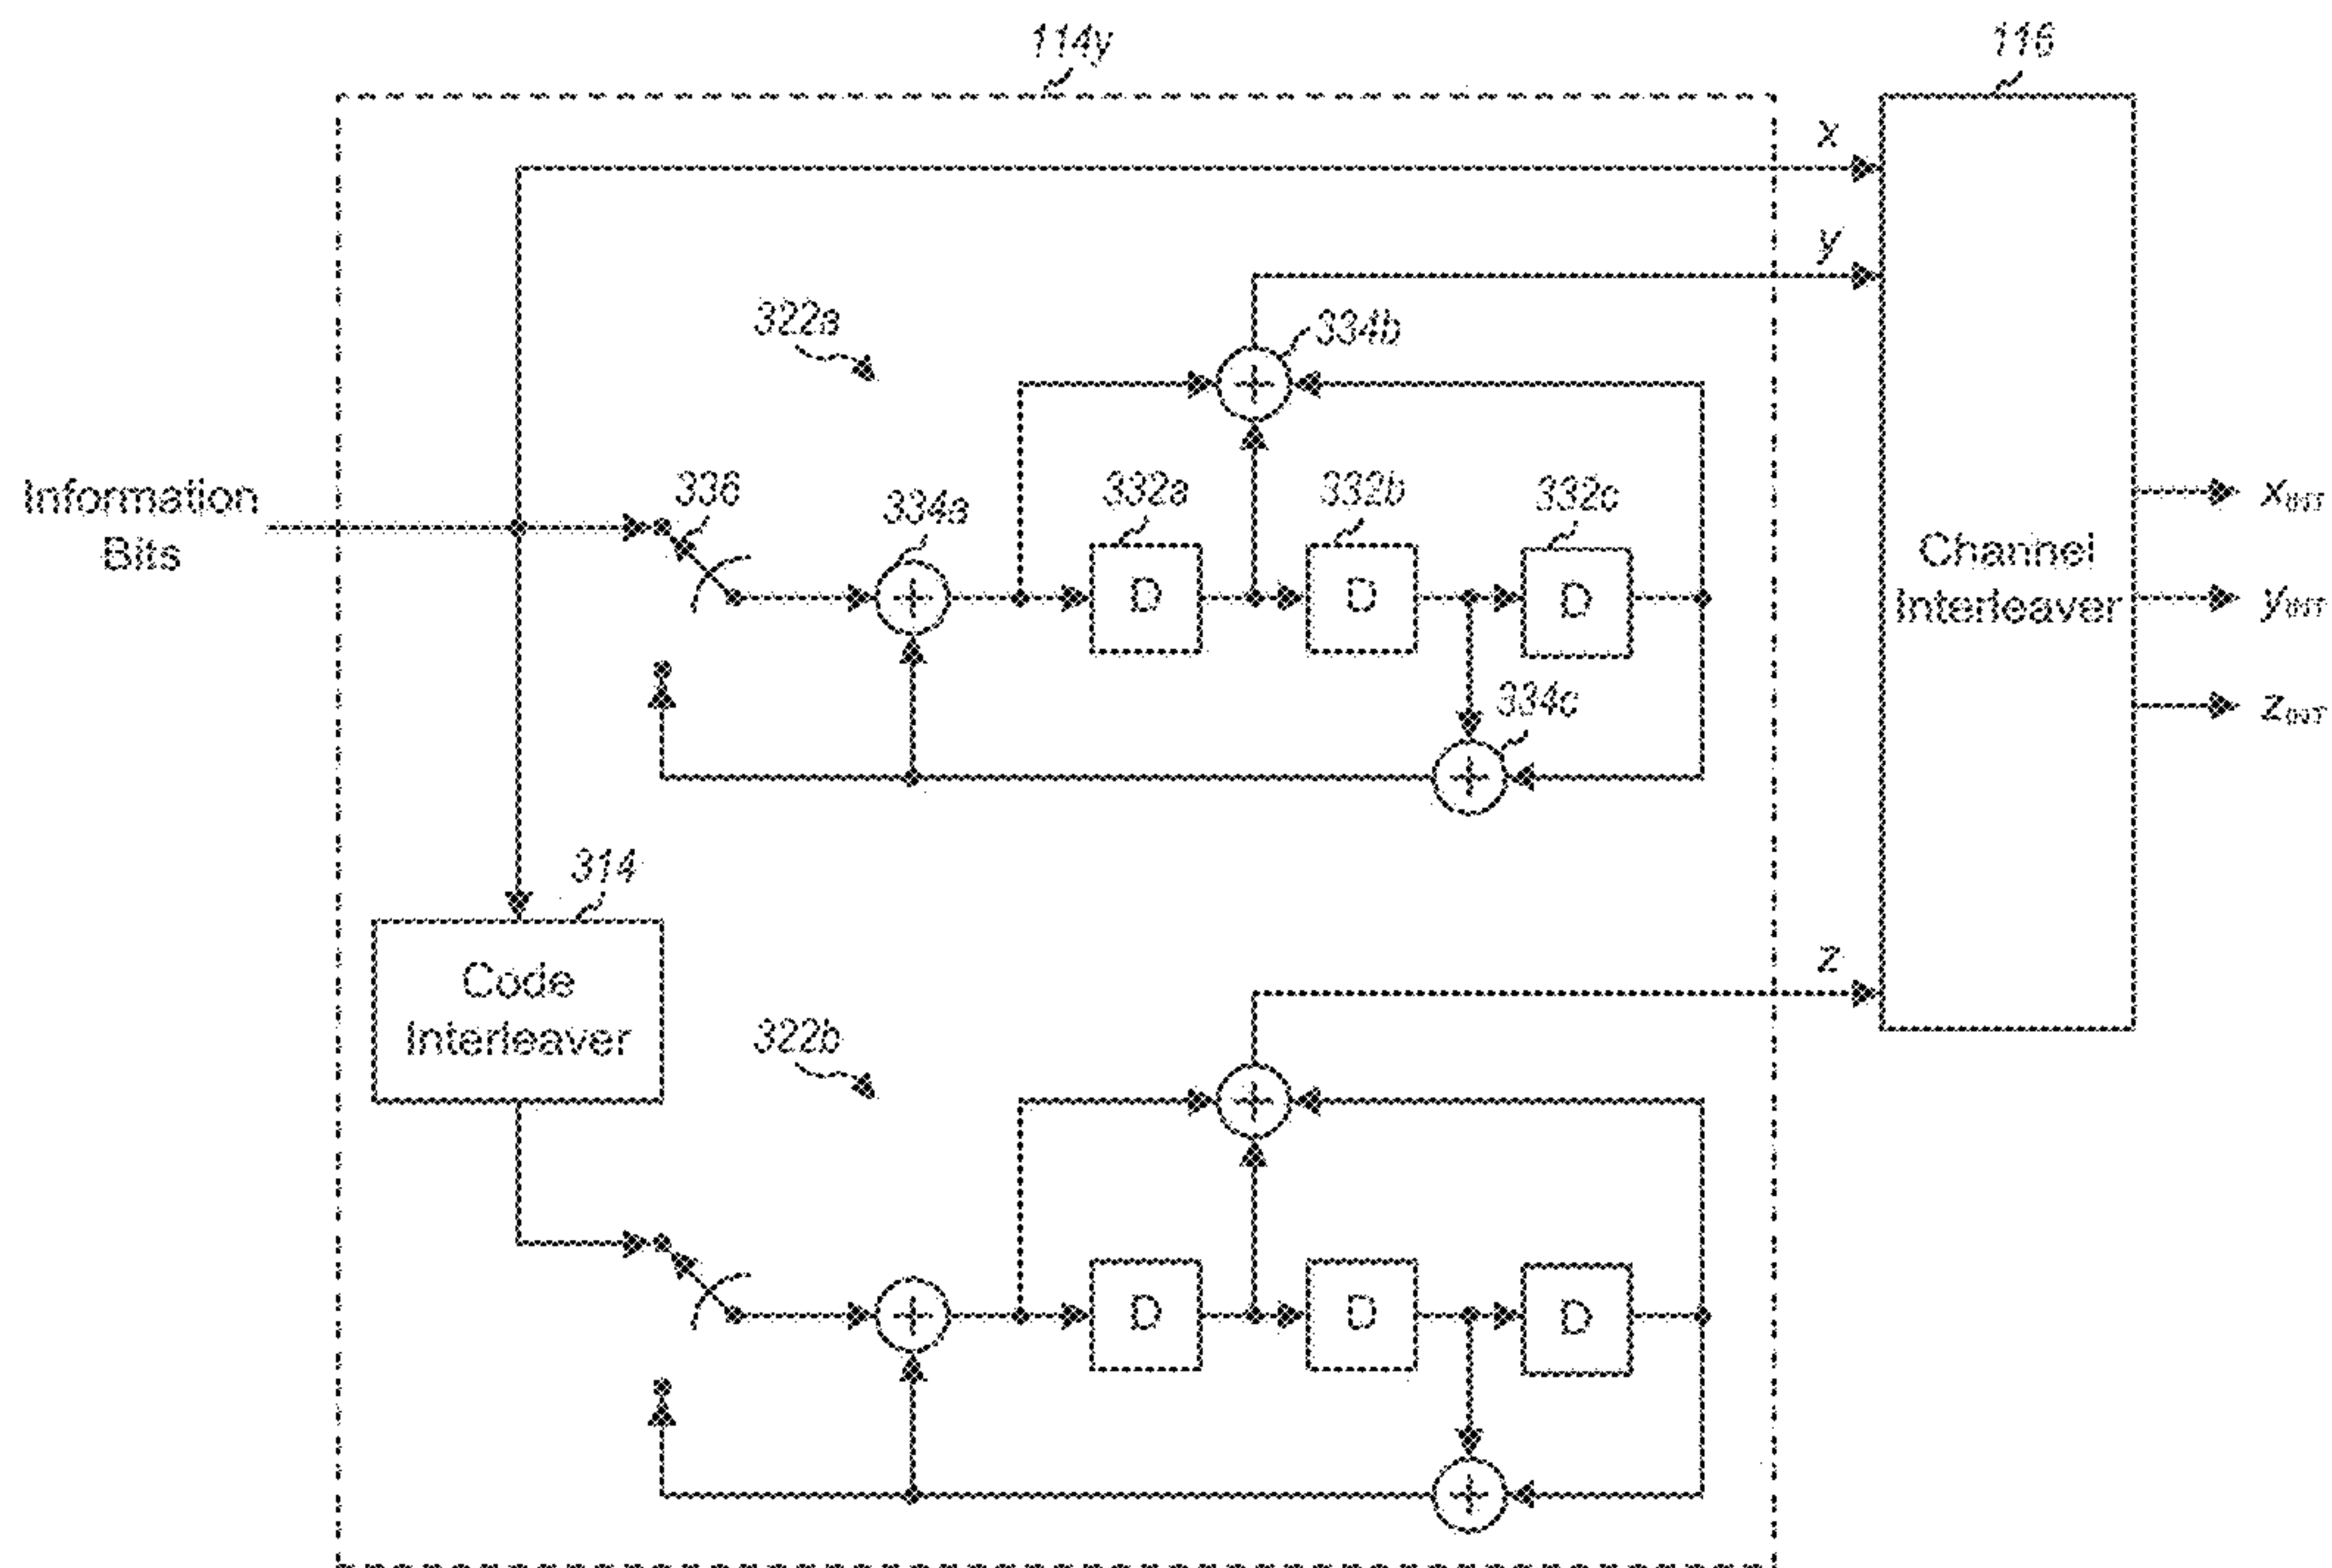 114y
116
x
y
322a
334b
Information
Bits
336
334a
332a
332b
332c
D
D
D
Channel
Interleaver
334c
314
Code
Interleaver
322b
z
D
D
D